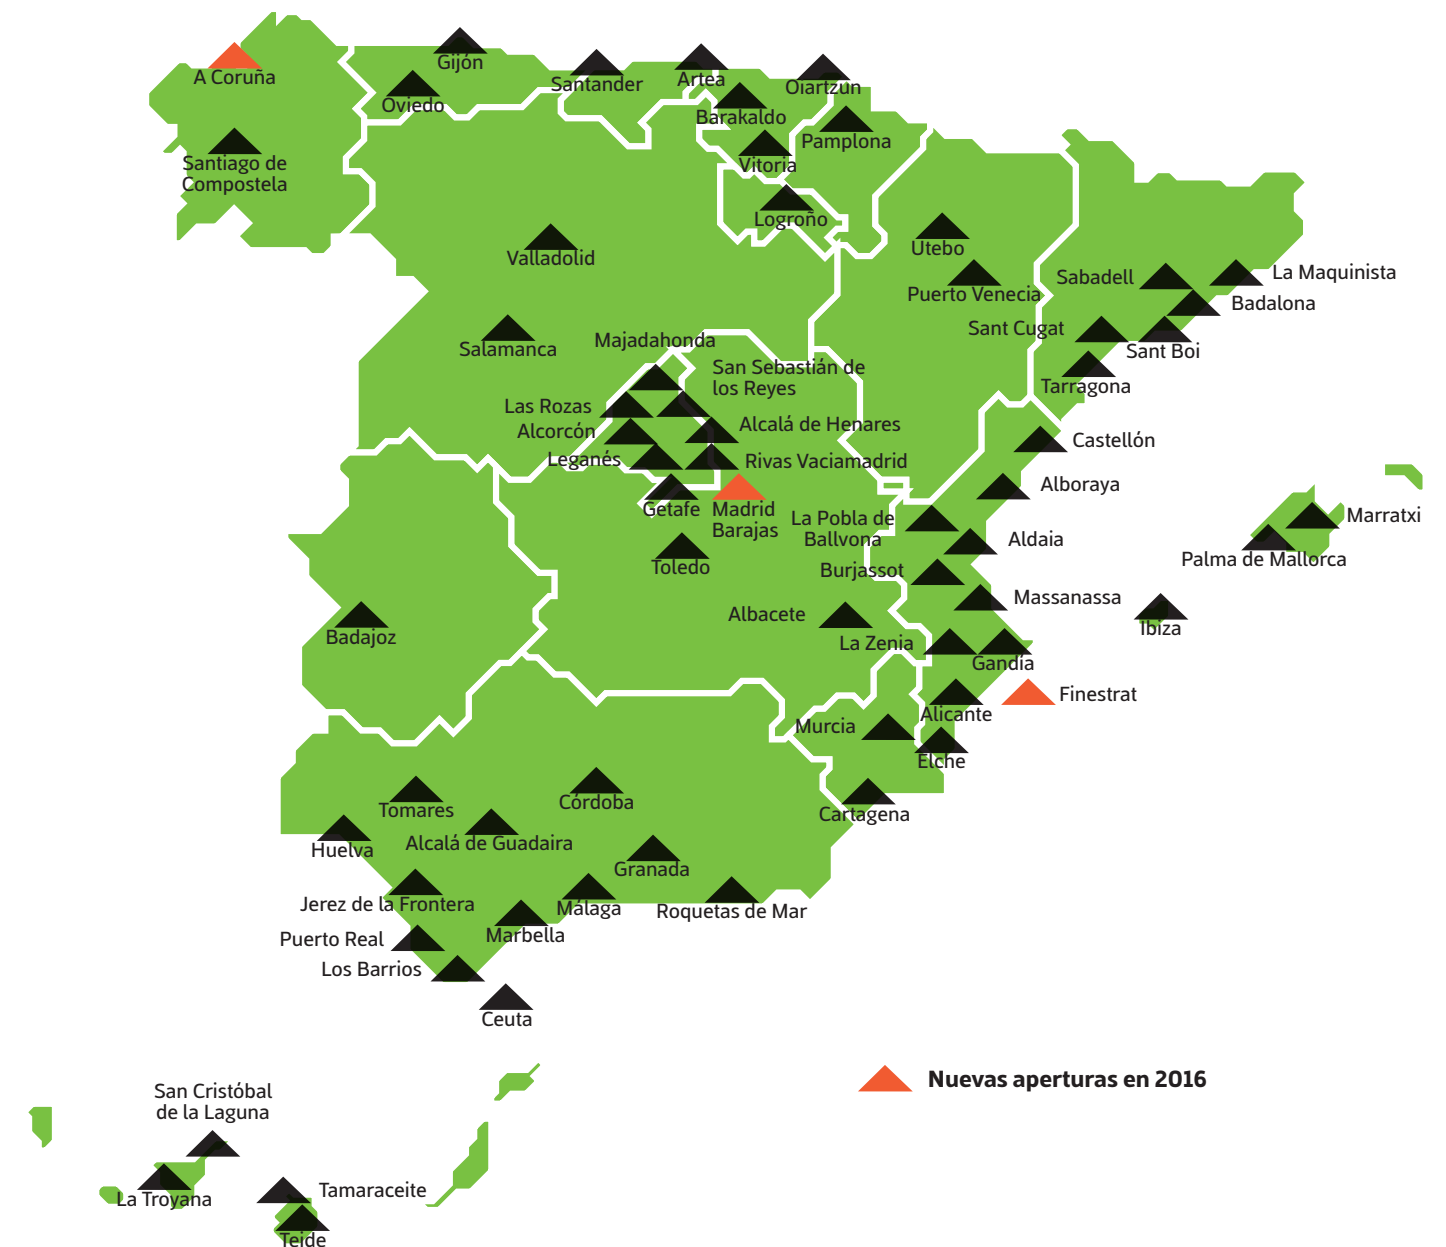 A Coruña
Gijón
Santander
Artea
Oiartzun
Oviedo
Barakaldo
Pamplona
Vitoria
Santiago de
Compostela
Logroño
Valladolid
Utebo
Puerto Venecia
Sabadell
La Maquinista
Badalona
Sant Cugat
Sant Boi
Tarragona
Salamanca
Majadahonda
San Sebastián de
los Reyes
Las Rozas
Alcorcón
Alcalá de Henares
Leganés
Rivas Vaciamadrid
Castellón
Getafe
Madrid
Barajas
Alboraya
La Pobla de
Ballvona
Marratxi
Aldaia
Palma de Mallorca
Toledo
Burjassot
Massanassa
Albacete
Ibiza
Badajoz
La Zenia
Gandía
Finestrat
Alicante
Murcia
Elche
Tomares
Córdoba
Cartagena
Huelva
Alcalá de Guadaira
Granada
Jerez de la Frontera
Málaga
Roquetas de Mar
Puerto Real
Marbella
Los Barrios
Ceuta
Nuevas aperturas en 2016
San Cristóbal
de la Laguna
La Troyana
Tamaraceite
Telde